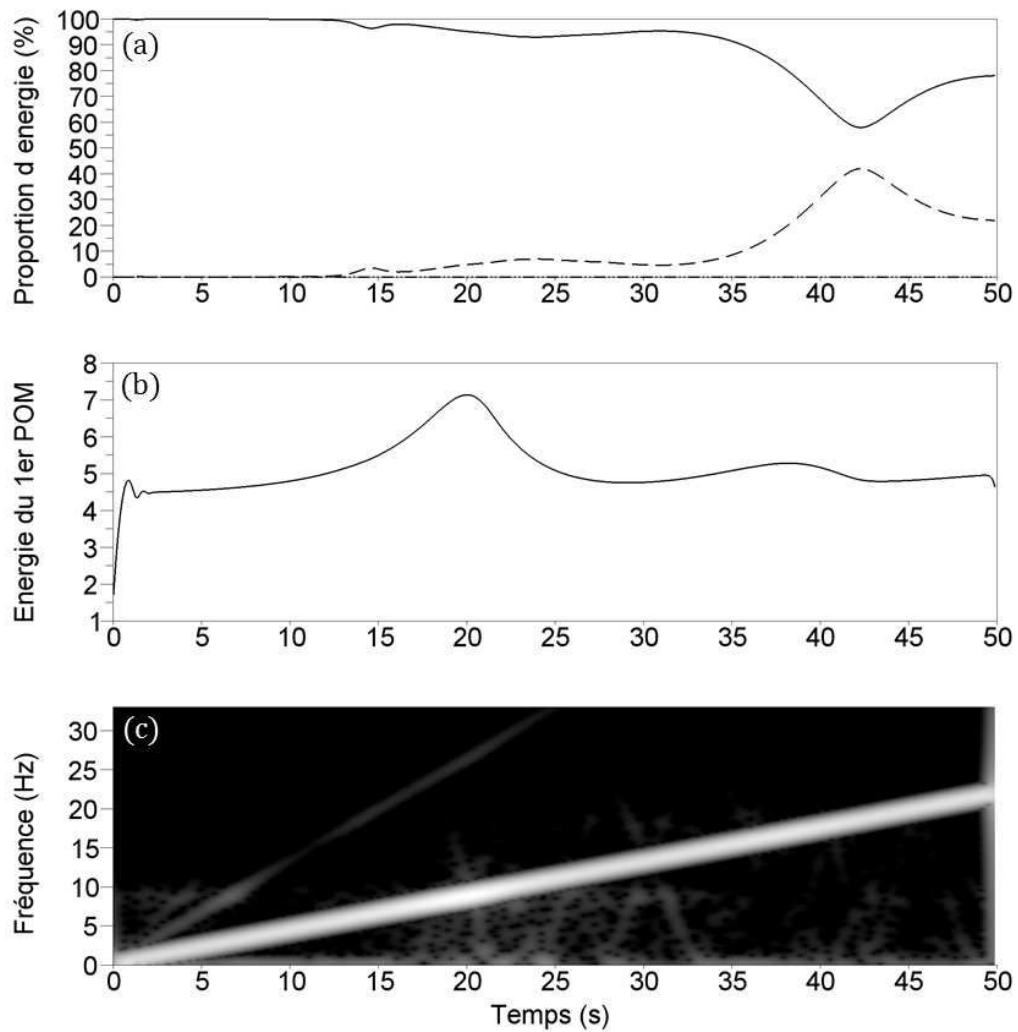 Proportion d energie (%)
100
90
80
70
60
50
40
30
20
10
0
(a)
0 5 10 15 20 25 30 35 40 45 50
Energie du 1er POM
8
7
6
5
4
3
2
1
(b)
0 5 10 15 20 25 30 35 40 45 50
Fréquence (Hz)
30
25
20
15
10
5
0
(c)
0 5 10 15 20 25 30 35 40 45 50
Temps (s)